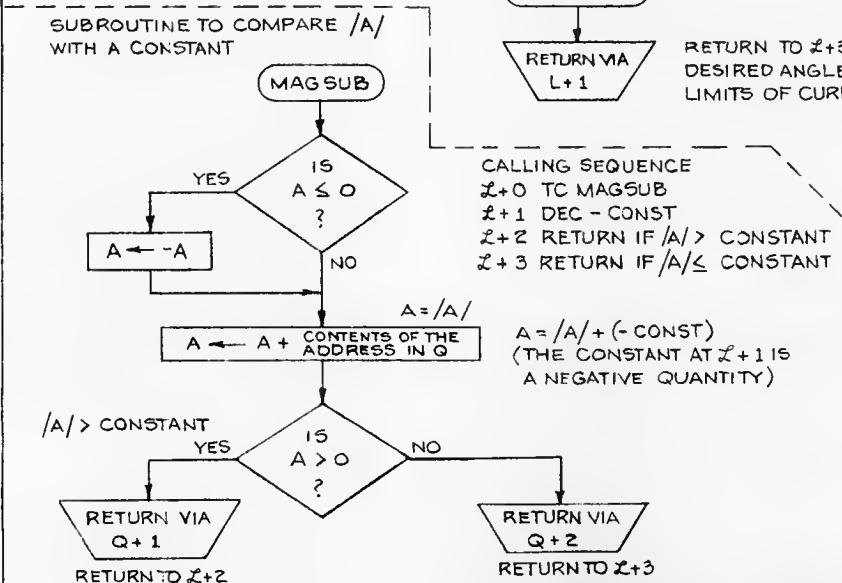 SUBROUTINE TO COMPARE /A/
WITH A CONSTANT
MAGSUB
IS
A ≤ 0
?
YES
A ← -A
NO
A = /A/
A ← A + CONTENTS OF THE
ADDRESS IN Q
A = /A/ + (- CONST)
(THE CONSTANT AT L+1 IS
A NEGATIVE QUANTITY)
/A/ > CONSTANT
YES
IS
A > 0
?
NO
RETURN VIA
Q+1
RETURN TO L+2
RETURN VIA
Q+2
RETURN TO L+3
RETURN VIA
L+1
RETURN TO L+3
DESIRED ANGLE
LIMITS OF
CALLING SEQUENCE
L+0 TC MAGSUB
L+1 DEC - CONST
L+2 RETURN IF /A/ > CONSTANT
L+3 RETURN IF /A/ ≤ CONSTANT